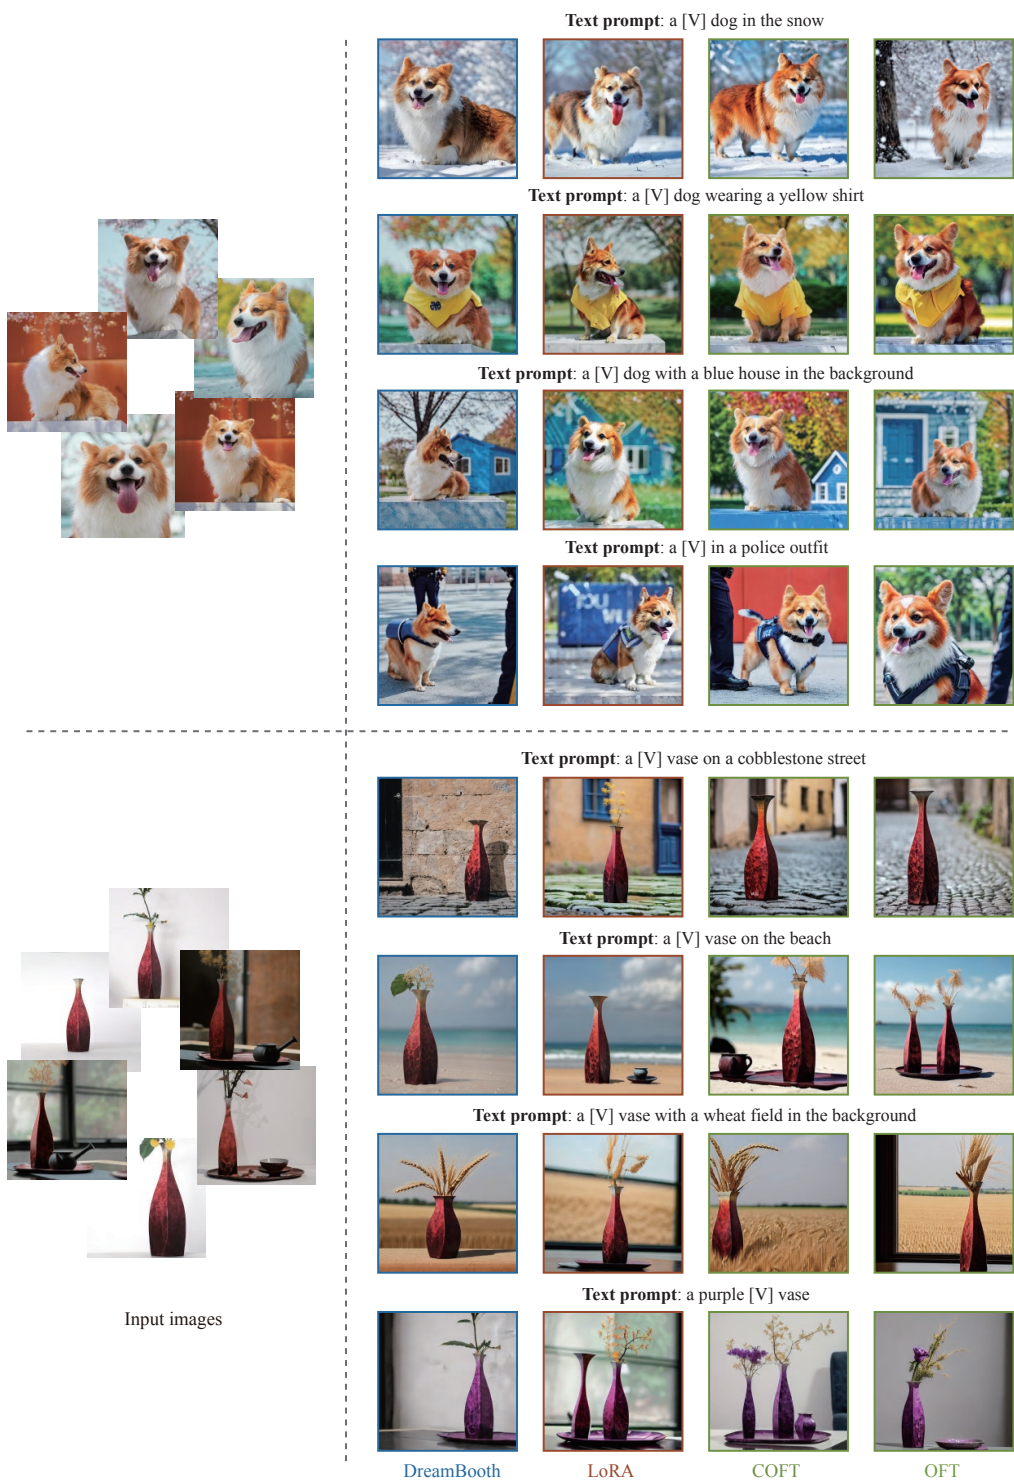 Text prompt: a [V] dog in the snow
Text prompt: a [V] dog wearing a yellow shirt
Text prompt: a [V] dog with a blue house in the background
Text prompt: a [V] in a police outfit
Text prompt: a [V] vase on a cobblestone street
Text prompt: a [V] vase on the beach
Text prompt: a [V] vase with a wheat field in the background
Text prompt: a purple [V] vase
Input images
DreamBooth LoRA COFT OFT